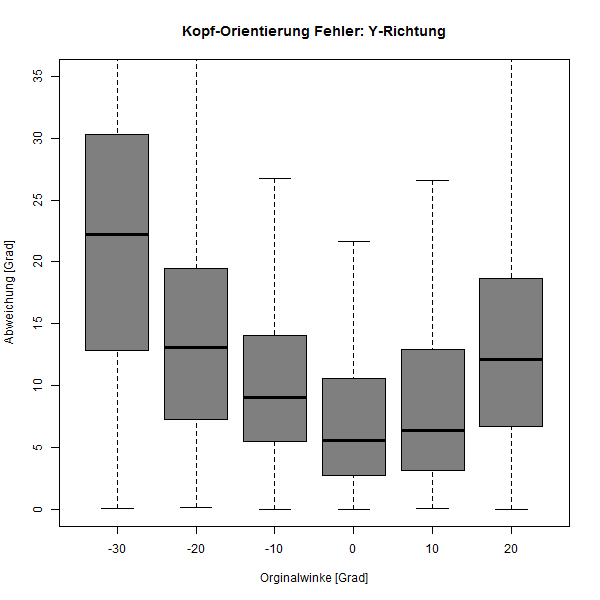 Kopf-Orientierung Fehler: Y-Richtung
35
30
25
20
15
10
5
0
Abweichung [Grad]
-30 -20 -10 0 10 20
Orginalwinke [Grad]